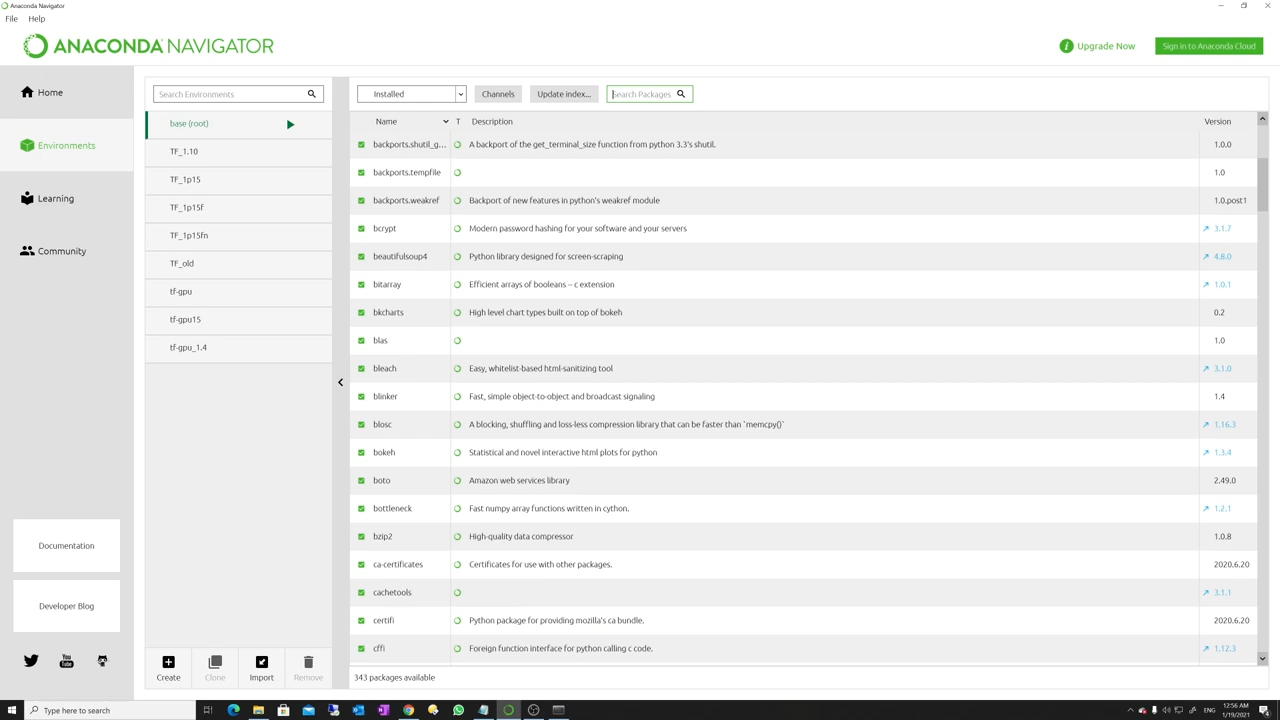 Anaconda Navigator
File Help
ANACONDA NAVIGATOR
Upgrade Now
Sign in to Anaconda Cloud
Home
Environments
Learning
Community
Documentation
Developer Blog
Search Environments
base (root)
TF_1.10
TF_1p15
TF_1p15f
TF_1p15fn
TF_old
tf-gpu
tf-gpu15
tf-gpu_1.4
Create Clone Import Remove
Installed Channels Update index... Search Packages
Name T Description Version
backports.shutil_g... A backport of the get_terminal_size function from python 3.3's shutil. 1.0.0
backports.tempfile 1.0
backports.weakref Backport of new features in python's weakref module 1.0.post1
bcrypt Modern password hashing for your software and your servers 3.1.7
beautifulsoup4 Python library designed for screen-scraping 4.8.0
bitarray Efficient arrays of booleans -- c extension 1.0.1
bkcharts High level chart types built on top of bokeh 0.2
blas 1.0
bleach Easy, whitelist-based html-sanitizing tool 3.1.0
blinker Fast, simple object-to-object and broadcast signaling 1.4
blosc A blocking, shuffling and loss-less compression library that can be faster than `memcpy()` 1.16.3
bokeh Statistical and novel interactive html plots for python 1.3.4
boto Amazon web services library 2.49.0
bottleneck Fast numpy array functions written in cython. 1.2.1
bzip2 High-quality data compressor 1.0.8
ca-certificates Certificates for use with other packages. 2020.6.20
cachetools 3.1.1
certifi Python package for providing mozilla's ca bundle. 2020.6.20
cffi Foreign function interface for python calling c code. 1.12.3
343 packages available
Type here to search
ENG
12:56 AM
1/19/2021